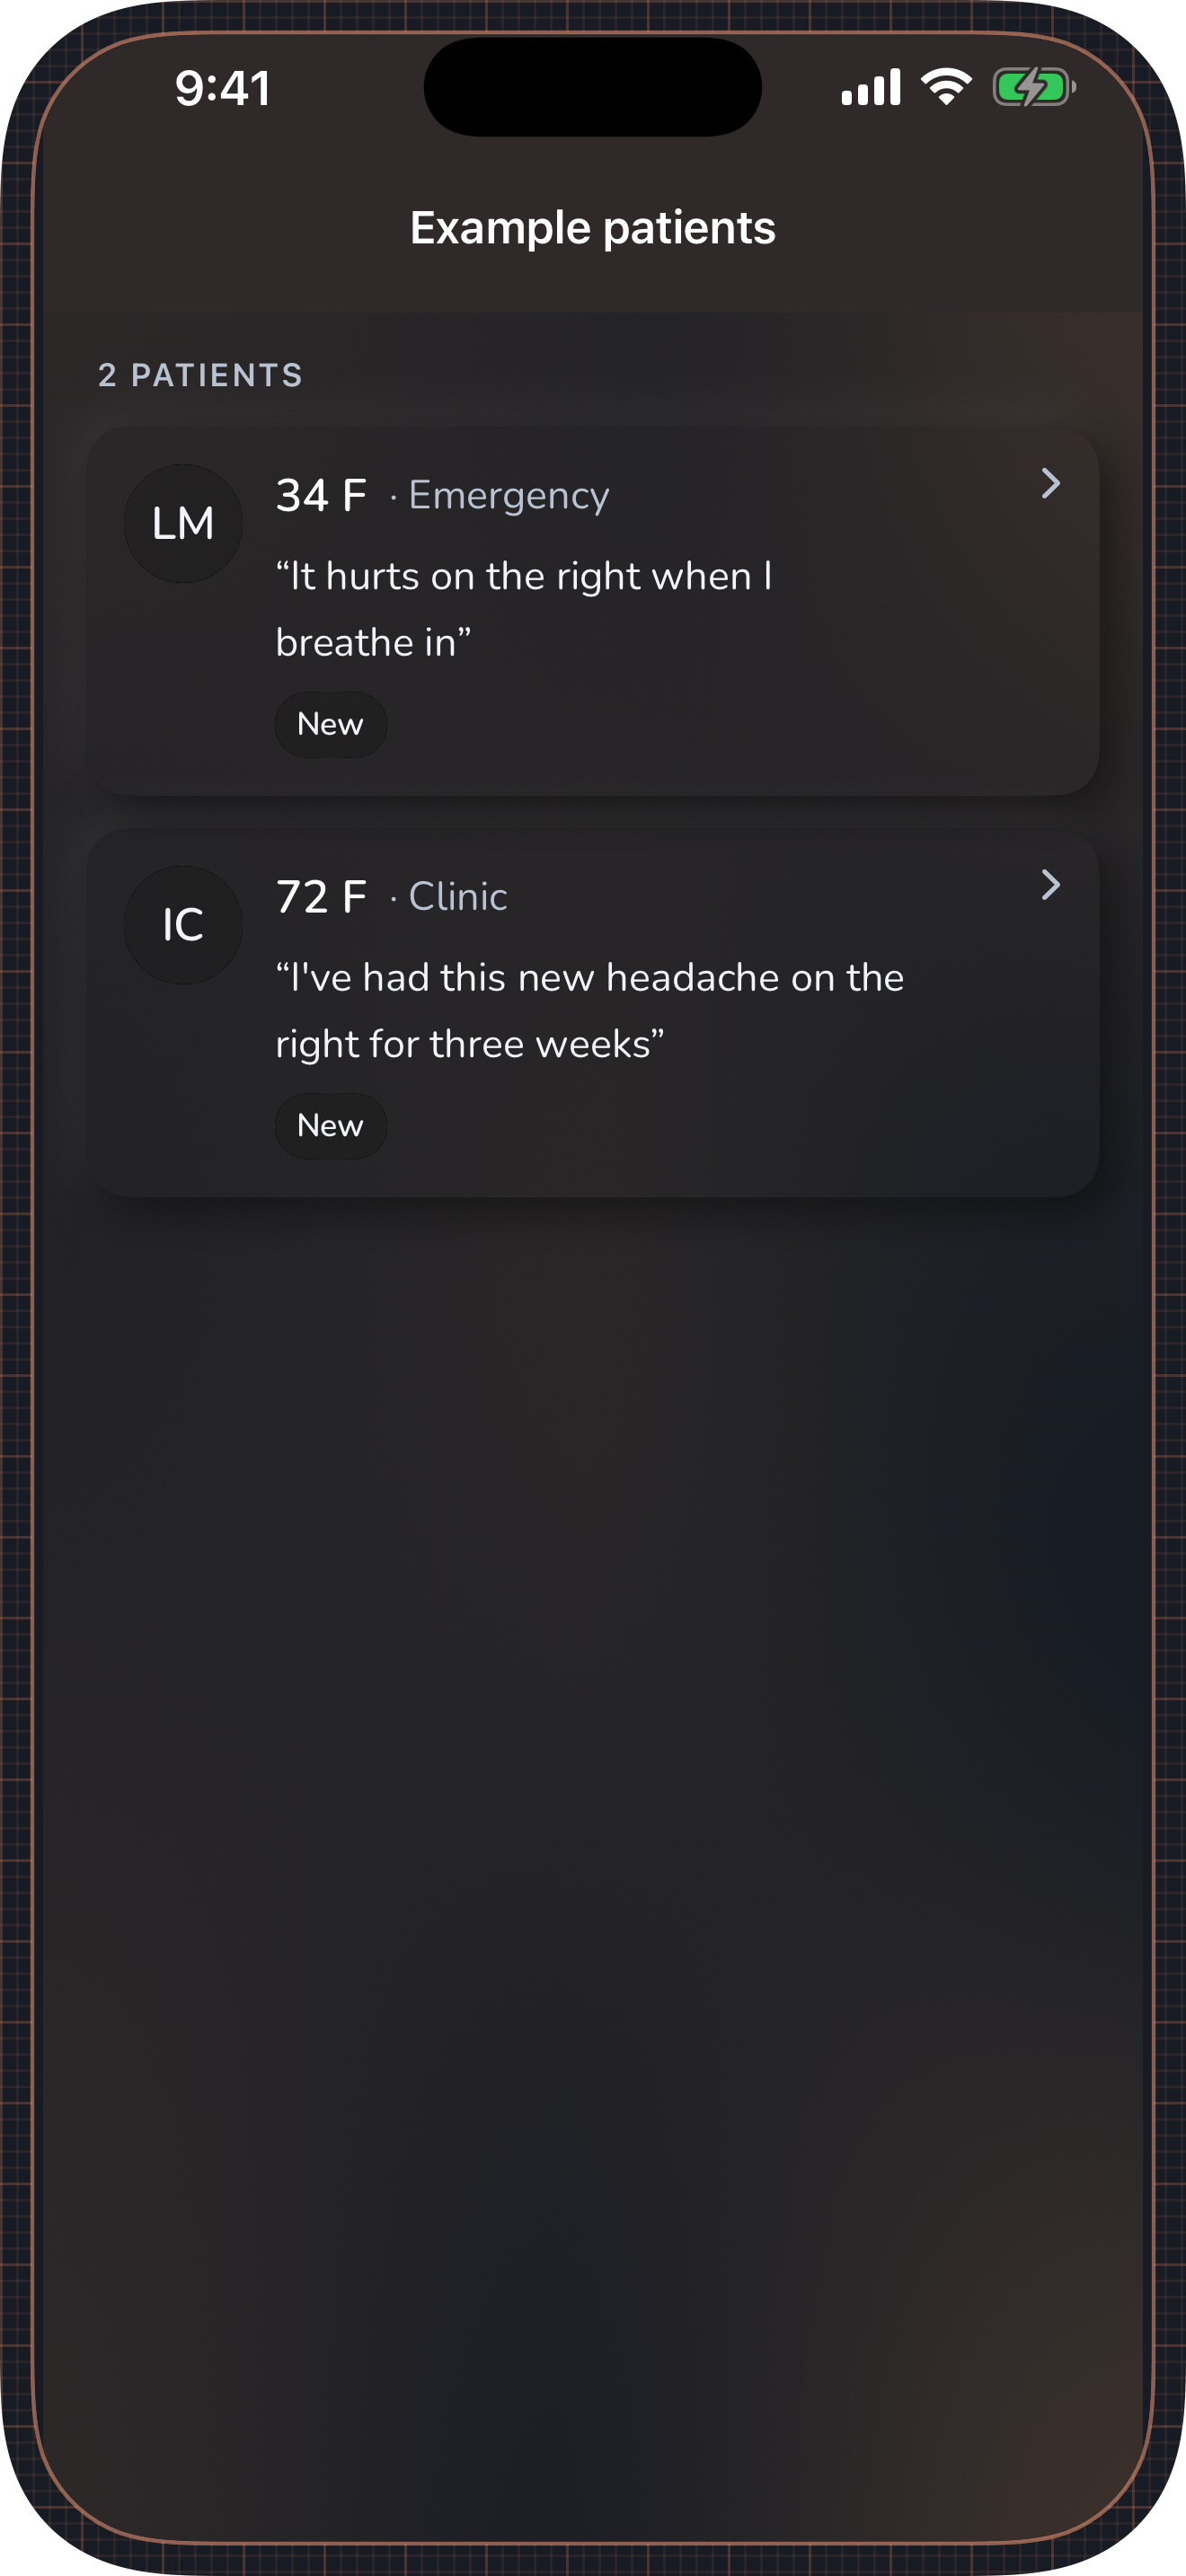 9:41
Example patients
2 PATIENTS
LM
34 F · Emergency
“It hurts on the right when I
breathe in”
New
IC
72 F · Clinic
“I've had this new headache on the
right for three weeks”
New